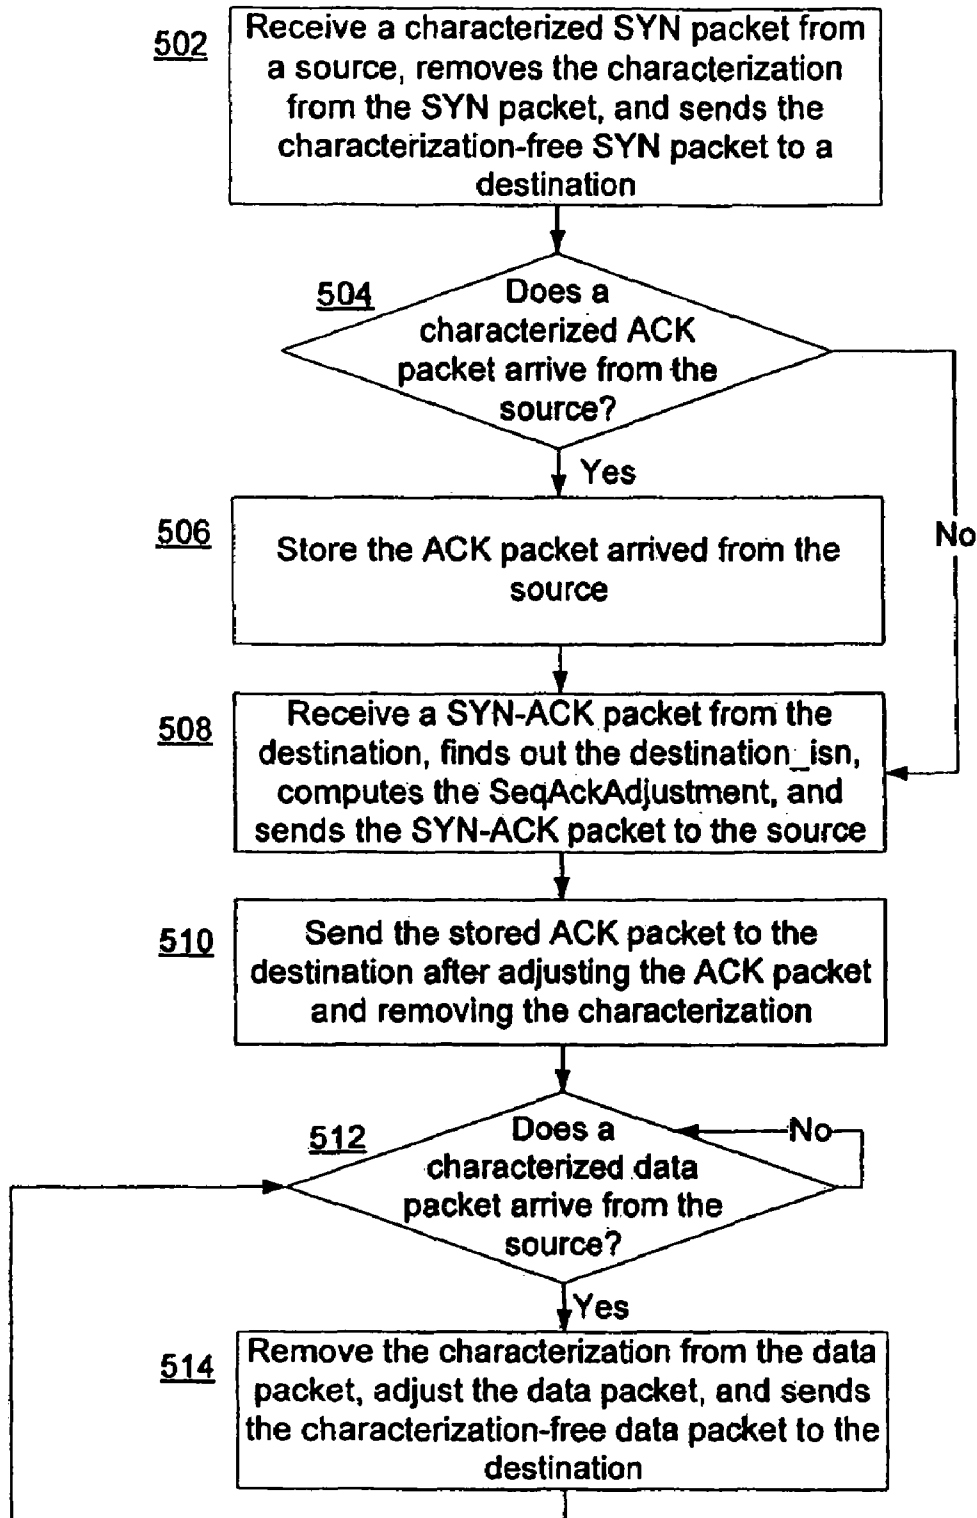 502
Receive a characterized SYN packet from
a source, removes the characterization
from the SYN packet, and sends the
characterization-free SYN packet to a
destination
504
Does a
characterized ACK
packet arrive from the
source?
Yes
No
506
Store the ACK packet arrived from the
source
508
Receive a SYN-ACK packet from the
destination, finds out the destination_isn,
computes the SeqAckAdjustment, and
sends the SYN-ACK packet to the source
510
Send the stored ACK packet to the
destination after adjusting the ACK packet
and removing the characterization
512
Does a
characterized data
packet arrive from the
source?
No
Yes
514
Remove the characterization from the data
packet, adjust the data packet, and sends
the characterization-free data packet to the
destination